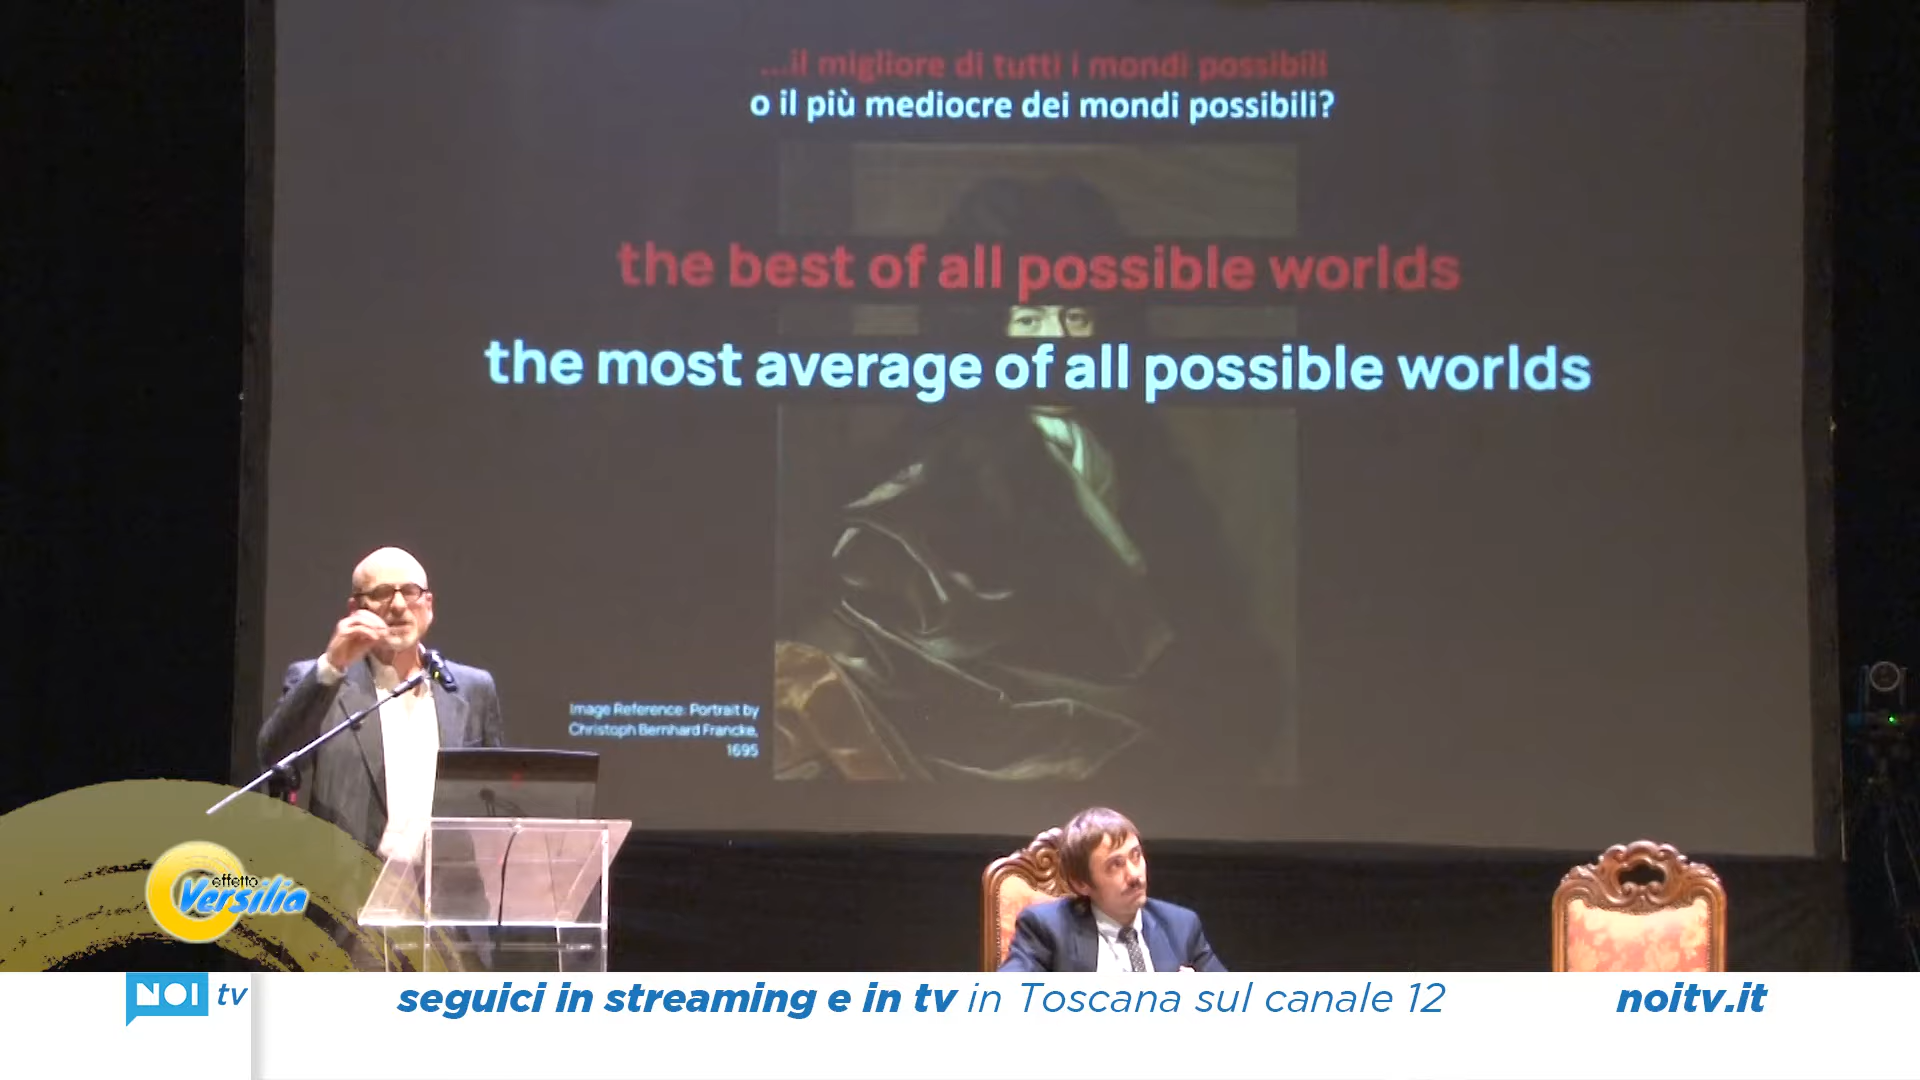 ...il migliore di tutti i mondi possibili
o il più mediocre dei mondi possibili?
the best of all possible worlds
the most average of all possible worlds
Image Reference: Portrait by
Christoph Bernhard Francke,
1695
effetto
Versilia
NOI tv
seguici in streaming e in tv in Toscana sul canale 12
noitv.it